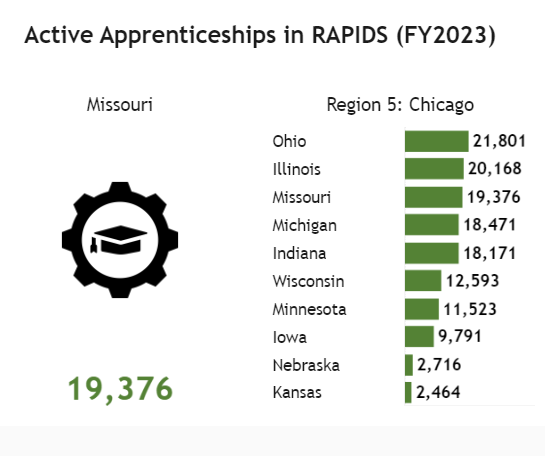 Active Apprenticeships in RAPIDS (FY2023)
Missouri
19,376
Region 5: Chicago
Ohio 21,801
Illinois 20,168
Missouri 19,376
Michigan 18,471
Indiana 18,171
Wisconsin 12,593
Minnesota 11,523
Iowa 9,791
Nebraska 2,716
Kansas 2,464